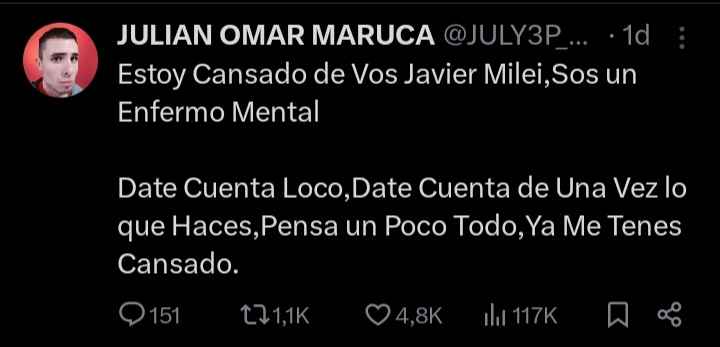 JULIAN OMAR MARUCA @JULY3P_... · 1d
Estoy Cansado de Vos Javier Milei,Sos un
Enfermo Mental
Date Cuenta Loco,Date Cuenta de Una Vez lo
que Haces,Pensa un Poco Todo,Ya Me Tenes
Cansado.
151 1,1K 4,8K 117K